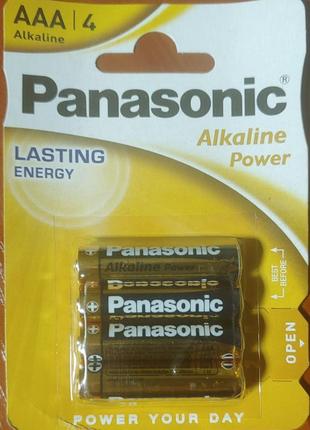 AAA | 4
Alkaline
Panasonic®
Alkaline
Power
LASTING
ENERGY
Panasonic
Alkaline Power
Panasonic
Panasonic
Panasonic
BEST
BEFORE
OPEN
POWER YOUR DAY